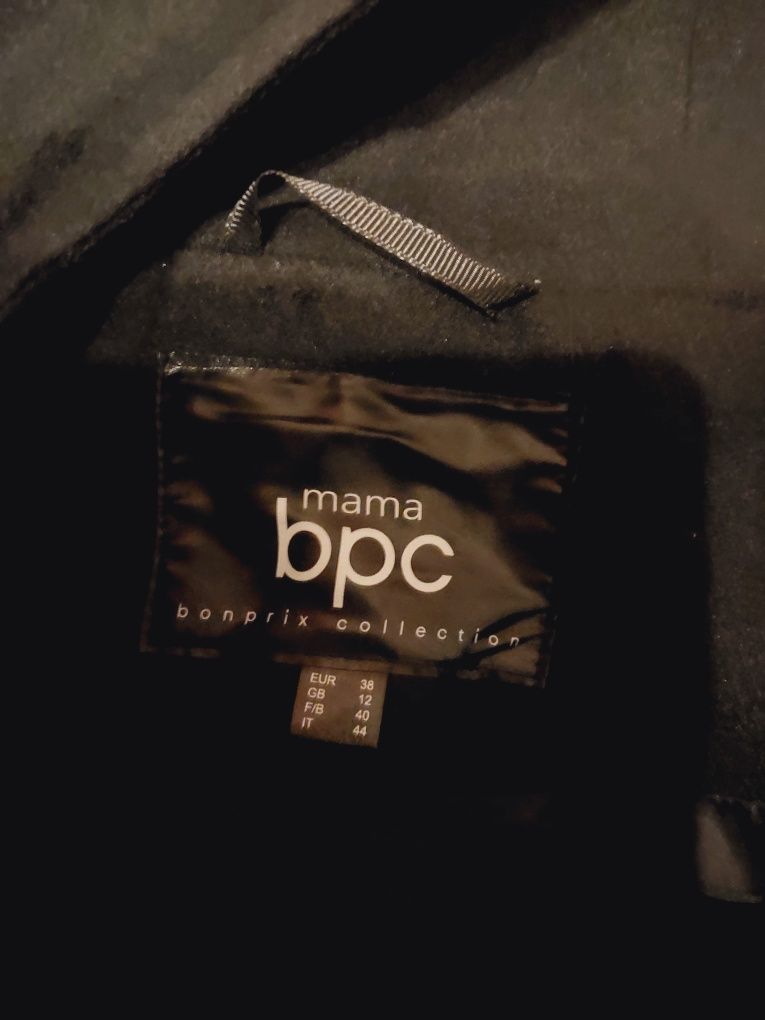 mama
bpc
bonprix collection
EUR 38
GB 12
F/B 40
IT 44